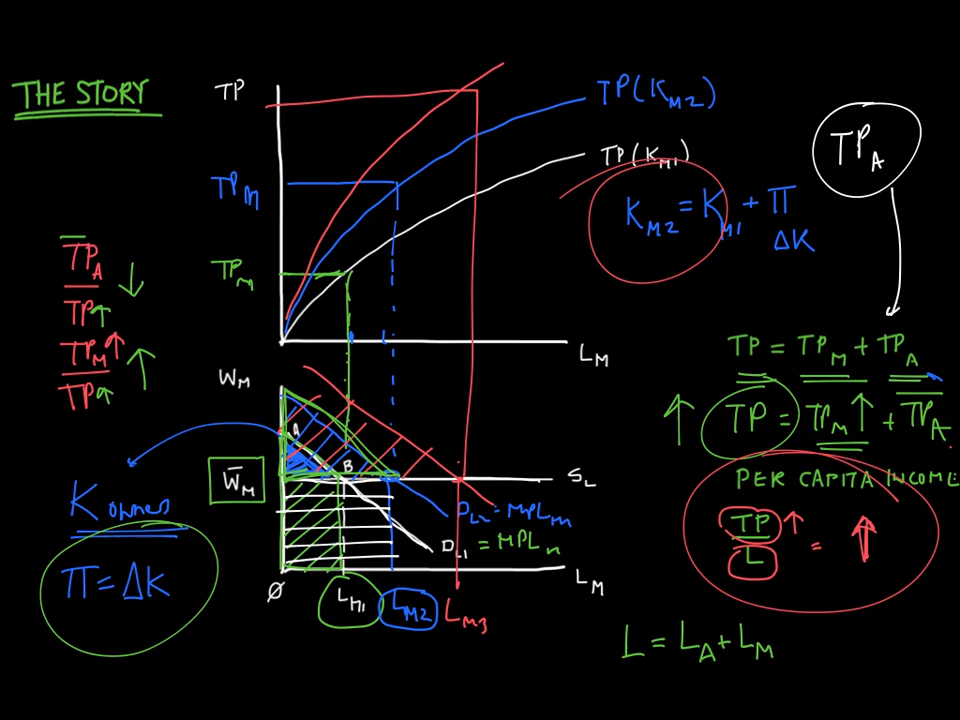 THE STORY
TP
TP(K_M2)
TP(K_M1)
TP_A
TP_M
K_M2 = K_M1 + Π
ΔK
TP_A
TP↑
TP_M↑
TP↑
TP_M
L_M
W_M
TP = TP_M + TP_A
↑ TP = TP_M ↑ + TP_A
A
B
W̅_M
S_L
PER CAPITA INCOME
K owners
D_L2 = MPL_m
D_L1 = MPL_m
TP ↑
L
= ↑
Π = ΔK
Ø
L_M1
L_M2
L_M3
L_M
L = L_A + L_M